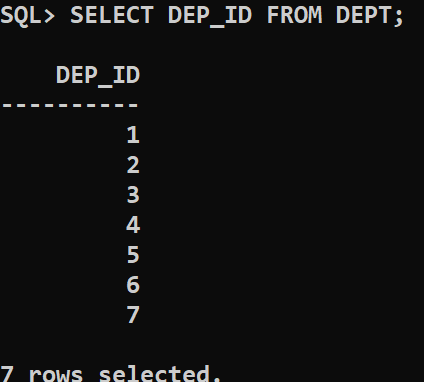 SQL> SELECT DEP_ID FROM DEPT;
DEP_ID
----------
1
2
3
4
5
6
7
7 rows selected.